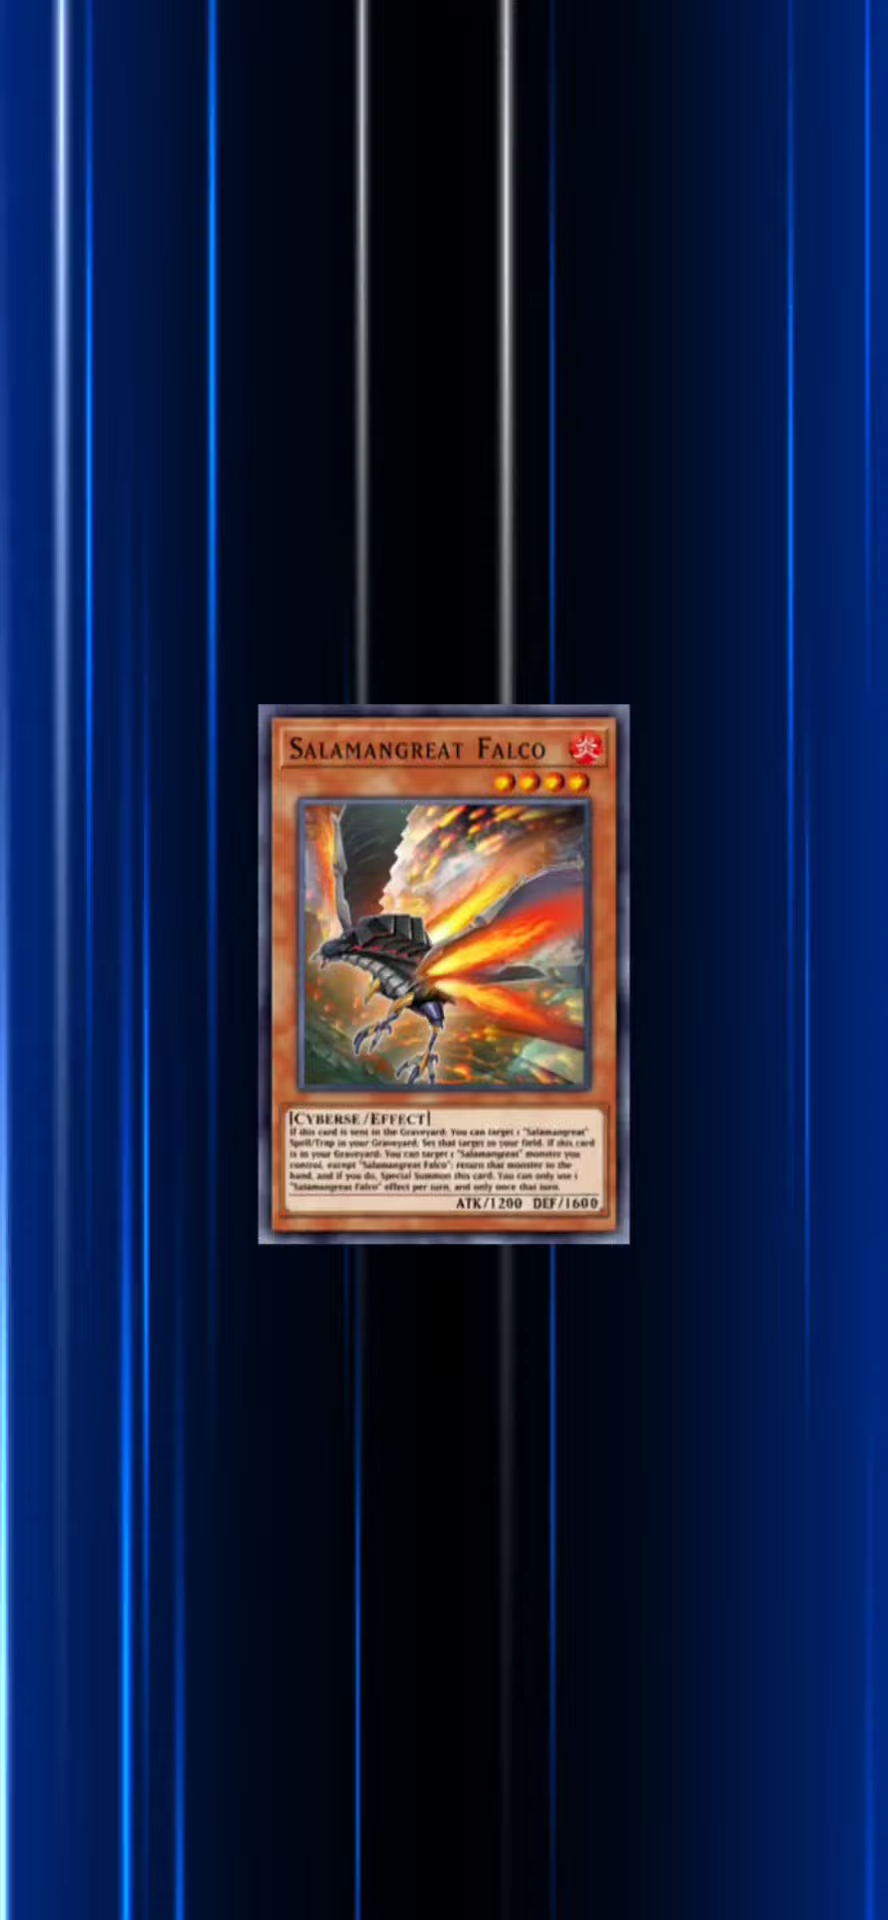 SALAMANGREAT FALCO
炎
[CYBERSE/EFFECT]
If this card is sent to the Graveyard: You can target 1 "Salamangreat"
Spell/Trap in your Graveyard; Set that target to your field. If this card
is in your Graveyard: You can target 1 "Salamangreat" monster you
control, except "Salamangreat Falco"; return that monster to the
hand, and if you do, Special Summon this card. You can only use 1
"Salamangreat Falco" effect per turn, and only once that turn.
ATK/1200 DEF/1600